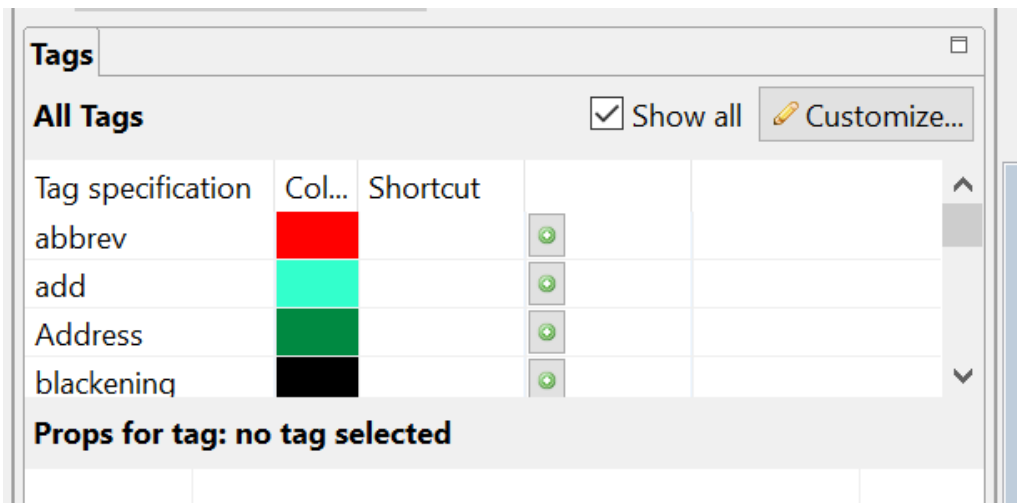 Tags
All Tags Show all Customize...
Tag specification Col... Shortcut
abbrev
add
Address
blackening
Props for tag: no tag selected